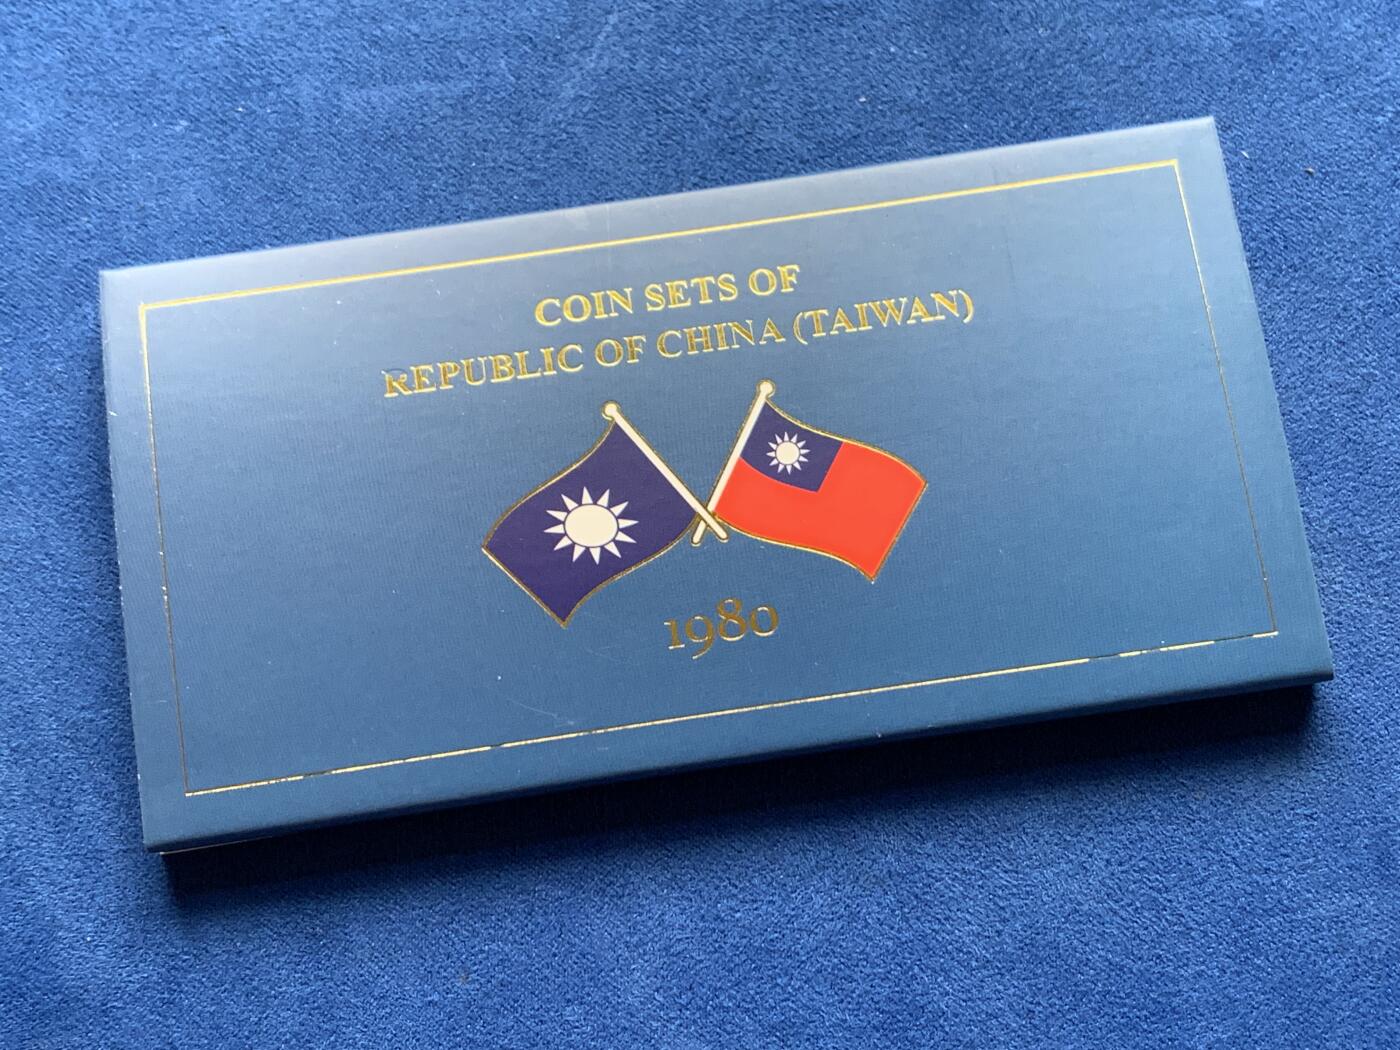 COIN SETS OF
REPUBLIC OF CHINA (TAIWAN)
1980